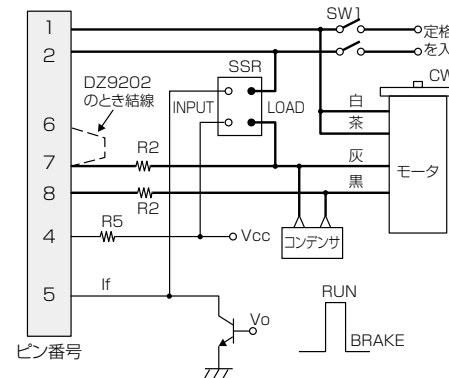 SW1
1
定格
2
を入
SSR
DZ9202
のとき結線
INPUT
LOAD
CW
白
茶
6
7
R2
灰
モータ
8
R2
黒
R5
4
Vcc
コンデンサ
5
If
RUN
Vo
BRAKE
ピン番号